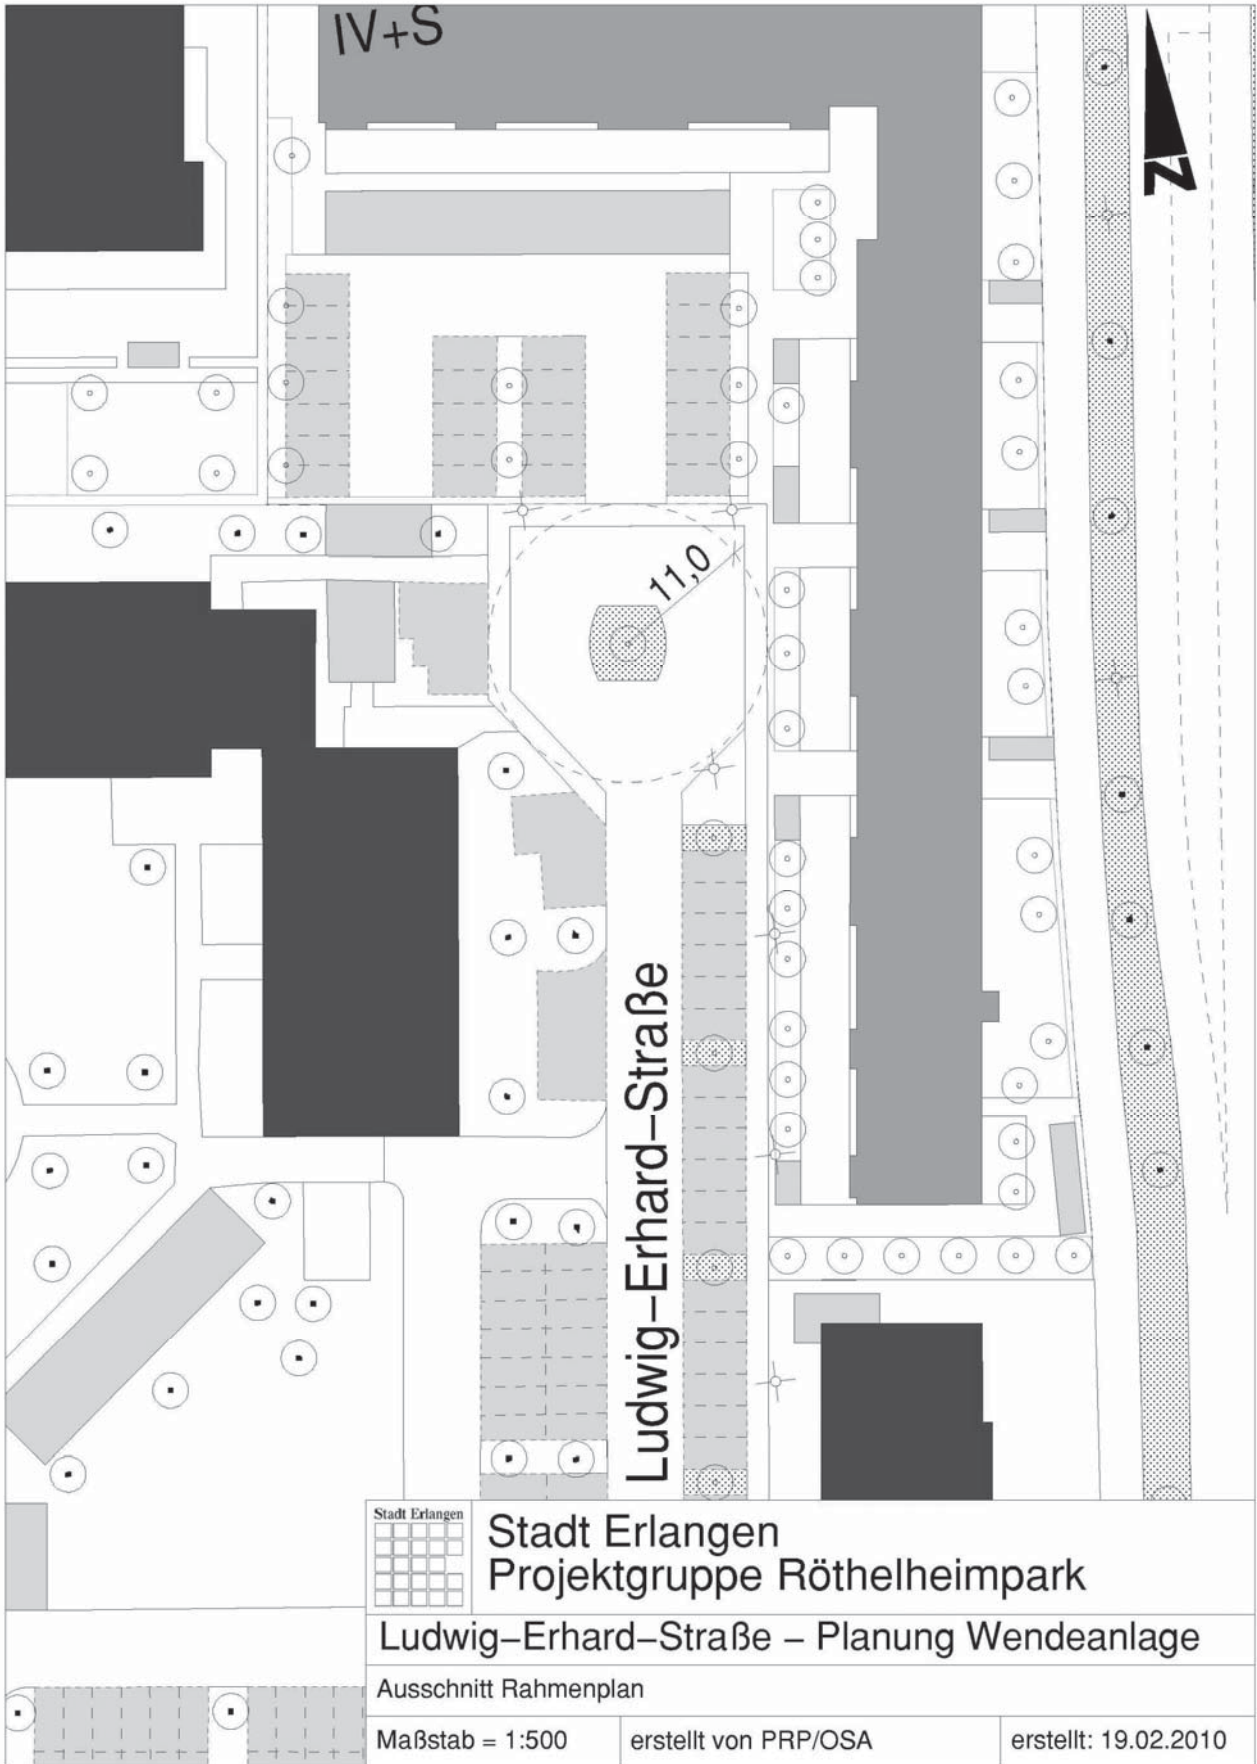 IV+S
N
11,0
Ludwig–Erhard–Straße
Stadt Erlangen
Stadt Erlangen
Projektgruppe Röthelheimpark
Ludwig–Erhard–Straße – Planung Wendeanlage
Ausschnitt Rahmenplan
Maßstab = 1:500
erstellt von PRP/OSA
erstellt: 19.02.2010